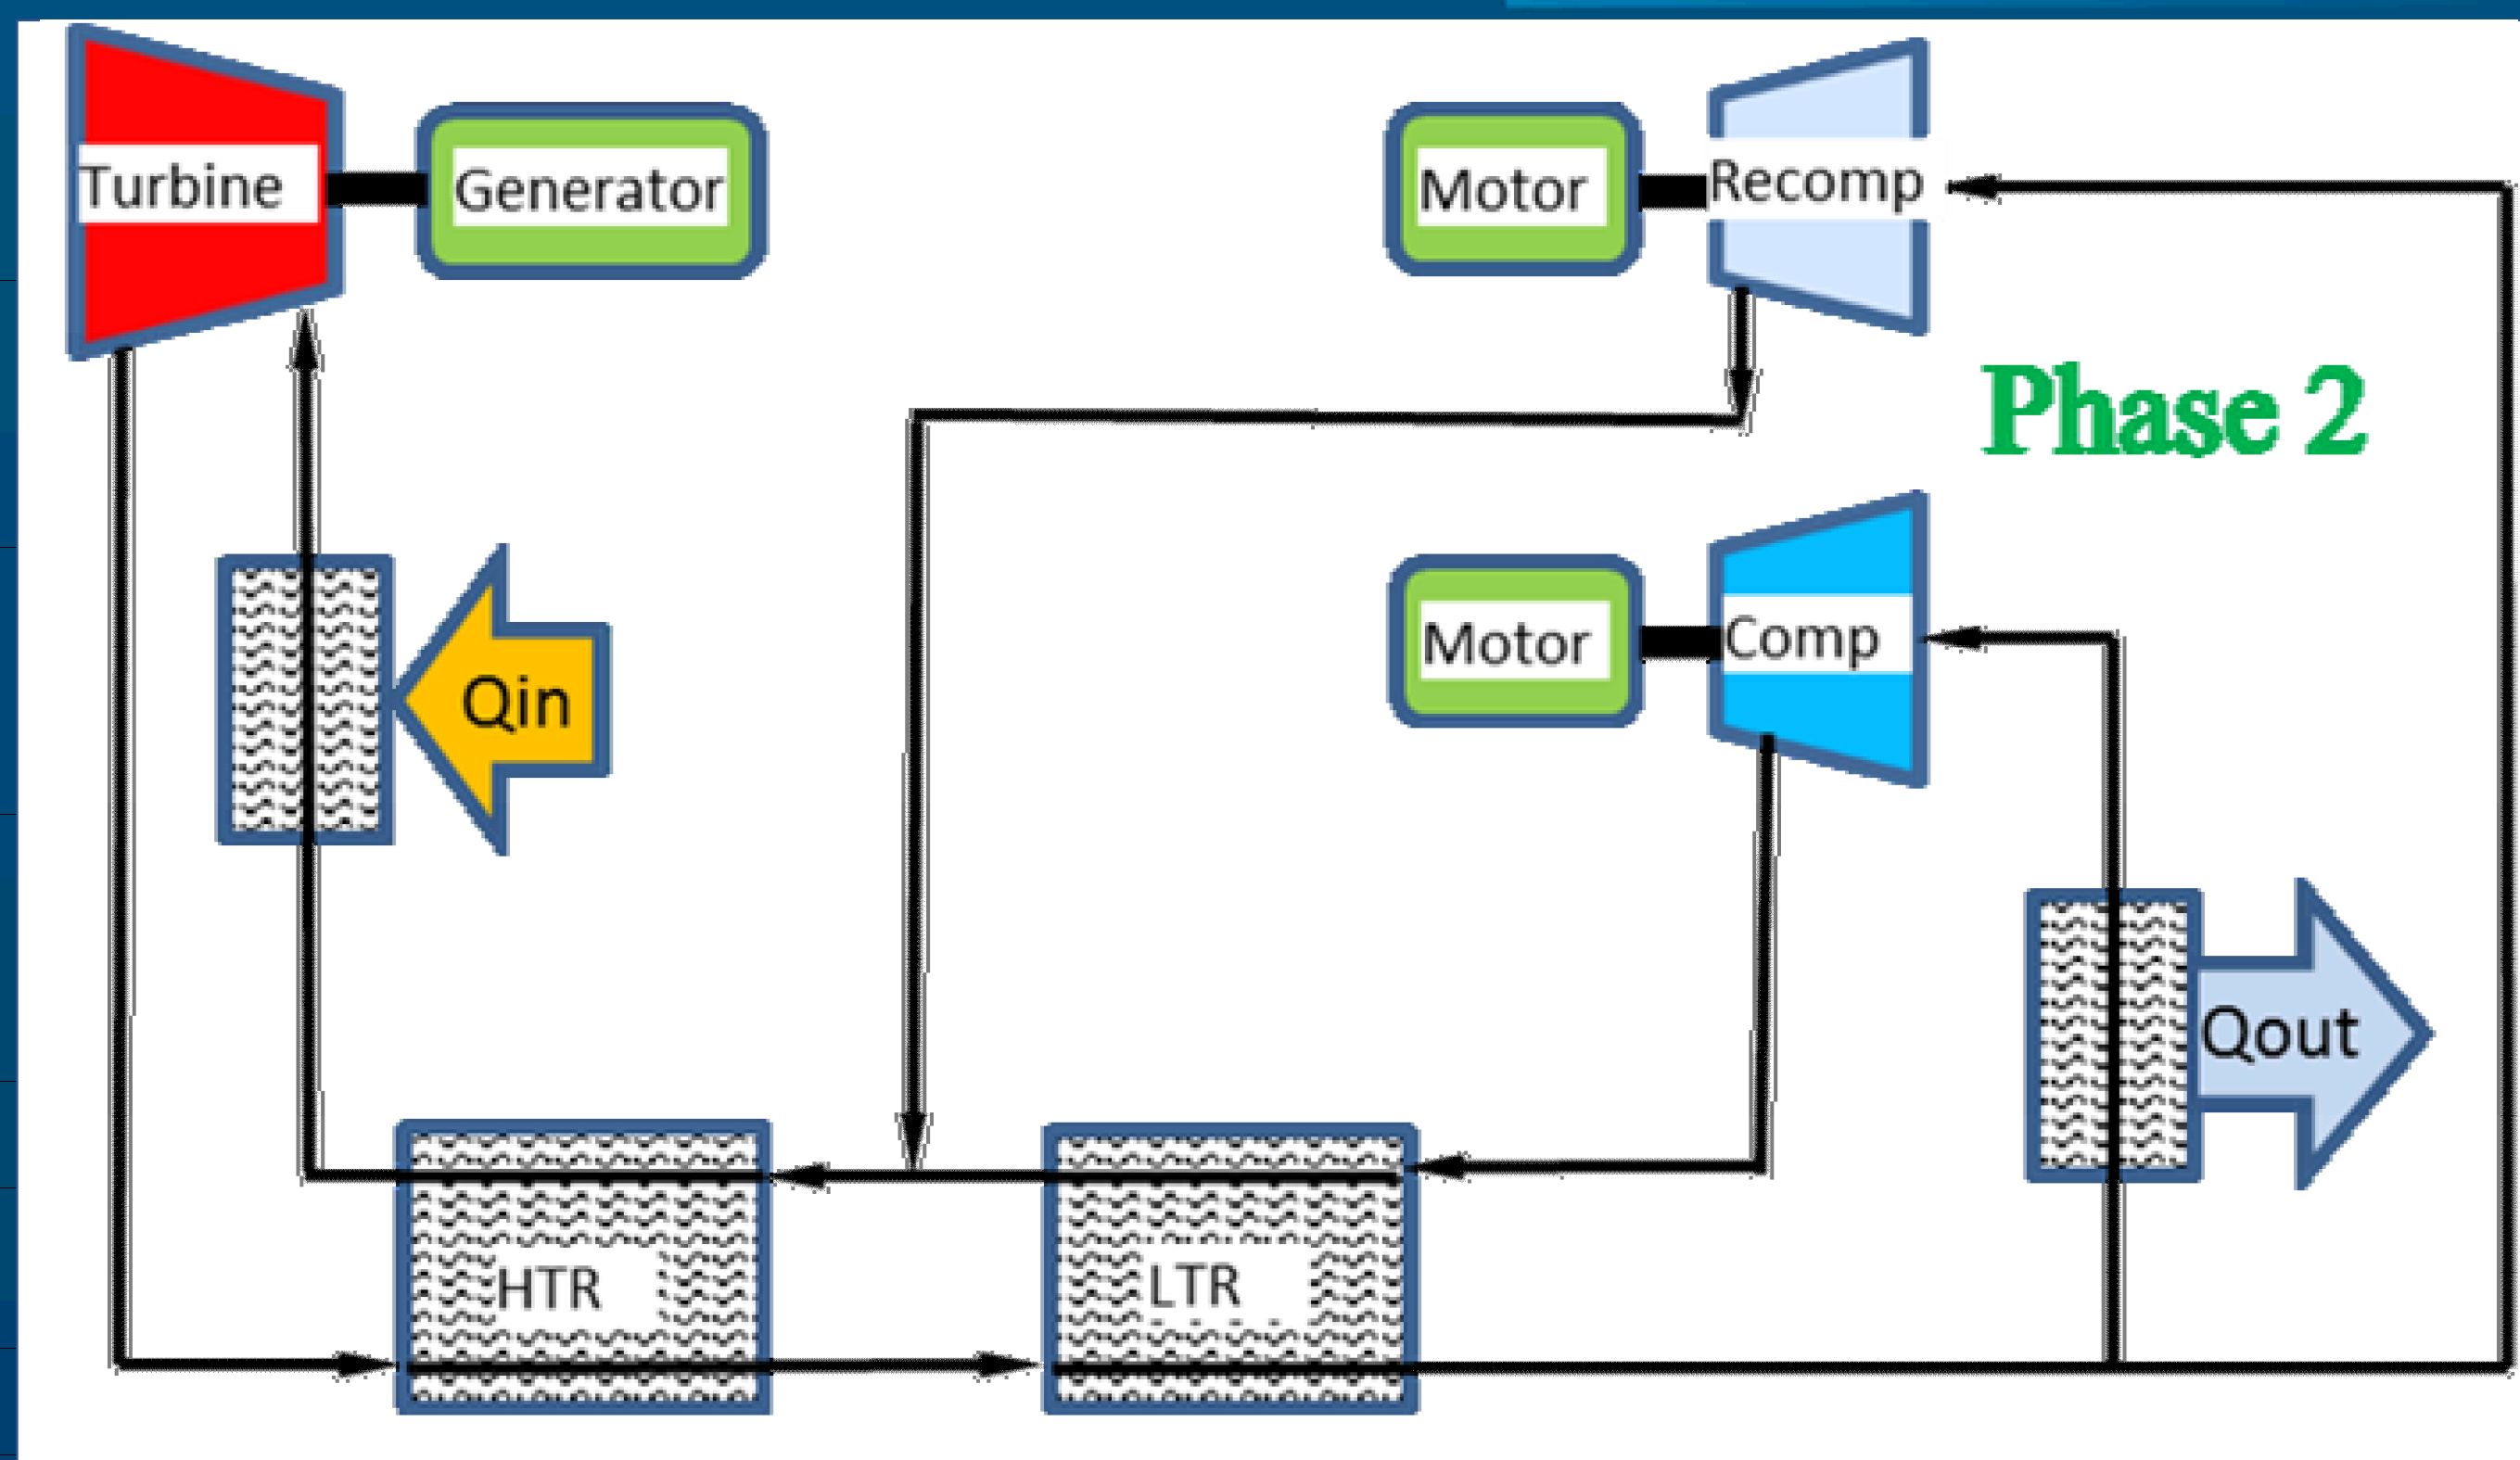 Turbine
Generator
Motor
Recomp
Phase 2
Motor
Comp
Qin
Qout
HTR
LTR